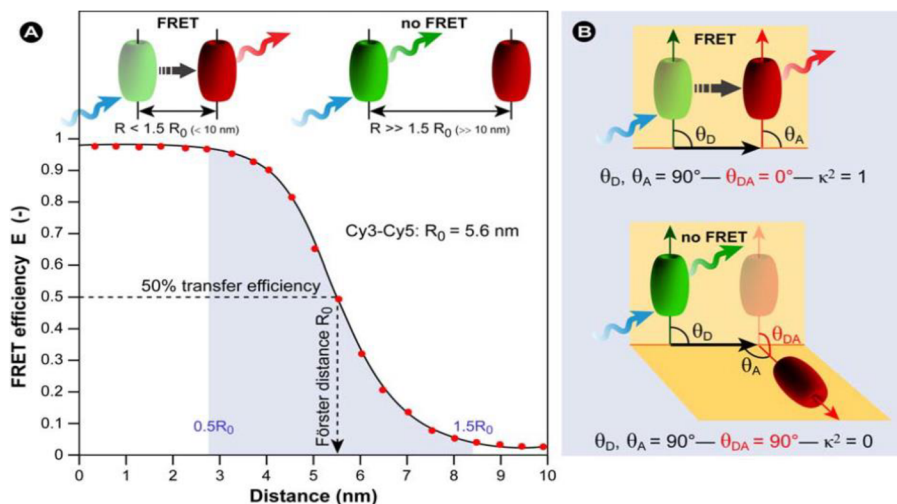 A
FRET
no FRET
R < 1.5 R₀ (< 10 nm)
R >> 1.5 R₀ (>> 10 nm)
1
0.9
0.8
0.7
0.6
0.5
0.4
0.3
0.2
0.1
0
FRET efficiency E (-)
Cy3-Cy5: R₀ = 5.6 nm
50% transfer efficiency
Förster distance R₀
0.5R₀
1.5R₀
0 1 2 3 4 5 6 7 8 9 10
Distance (nm)
B
FRET
θD
θA
θD, θA = 90°— θDA = 0°— κ² = 1
no FRET
θD
θDA
θA
θD, θA = 90°— θDA = 90°— κ² = 0